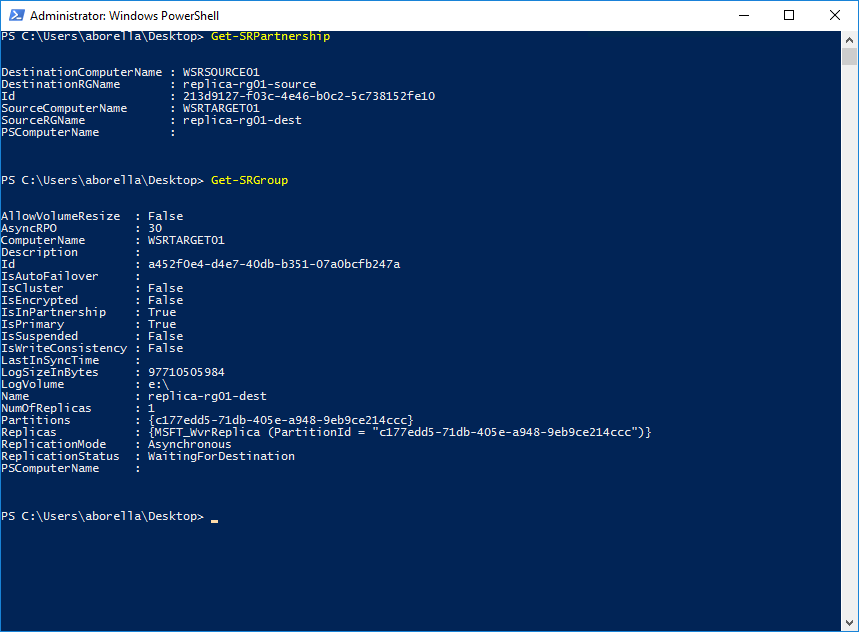 Administrator: Windows PowerShell
PS C:\Users\aborella\Desktop> Get-SRPartnership
DestinationComputerName : WSRSOURCE01
DestinationRGName : replica-rg01-source
Id : 213d9127-f03c-4e46-b0c2-5c738152fe10
SourceComputerName : WSRTARGET01
SourceRGName : replica-rg01-dest
PSComputerName :
PS C:\Users\aborella\Desktop> Get-SRGroup
AllowVolumeResize : False
AsyncRPO : 30
ComputerName : WSRTARGET01
Description :
Id : a452f0e4-d4e7-40db-b351-07a0bcfb247a
IsAutoFailover :
IsCluster : False
IsEncrypted : False
IsInPartnership : True
IsPrimary : True
IsSuspended : False
IsWriteConsistency : False
LastInSyncTime :
LogSizeInBytes : 97710505984
LogVolume : e:\
Name : replica-rg01-dest
NumOfReplicas : 1
Partitions : {c177edd5-71db-405e-a948-9eb9ce214ccc}
Replicas : {MSFT_WvrReplica (PartitionId = "c177edd5-71db-405e-a948-9eb9ce214ccc")}
ReplicationMode : Asynchronous
ReplicationStatus : WaitingForDestination
PSComputerName :
PS C:\Users\aborella\Desktop>